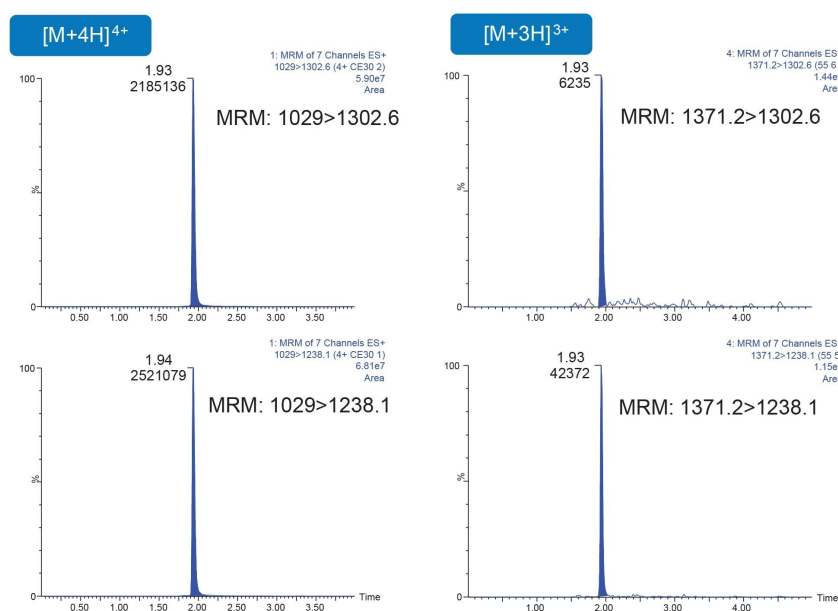 [M+4H]4+
1: MRM of 7 Channels ES+
1029>1302.6 (4+ CE30 2)
5.90e7
Area
1.93
2185136
MRM: 1029>1302.6
100
%
0
0.50 1.00 1.50 2.00 2.50 3.00 3.50
[M+3H]3+
4: MRM of 7 Channels ES
1371.2>1302.6 (55 6
1.44e
Are
1.93
6235
MRM: 1371.2>1302.6
100
%
0
1.00 2.00 3.00 4.00
1: MRM of 7 Channels ES+
1029>1238.1 (4+ CE30 1)
6.81e7
Area
1.94
2521079
MRM: 1029>1238.1
100
%
0
0.50 1.00 1.50 2.00 2.50 3.00 3.50 Time
4: MRM of 7 Channels ES
1371.2>1238.1 (55 5
1.15e
Are
1.93
42372
MRM: 1371.2>1238.1
100
%
0
1.00 2.00 3.00 4.00 Time